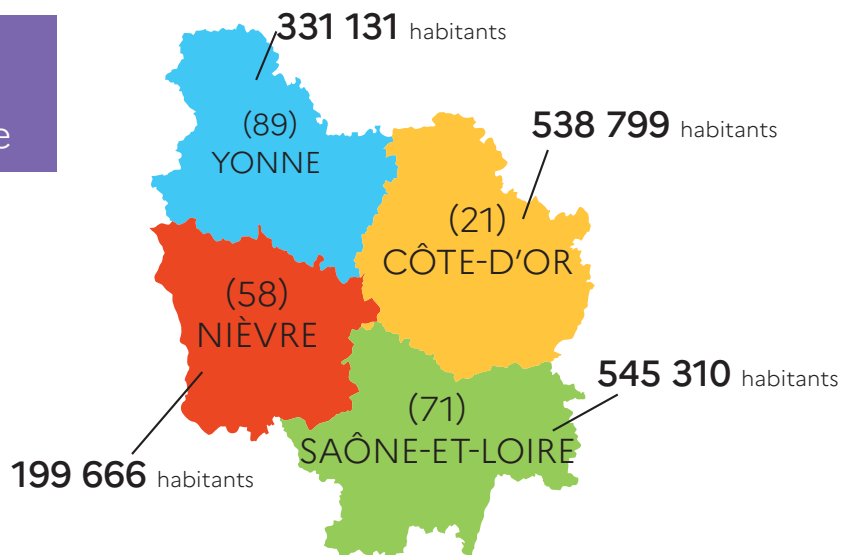 331 131 habitants
e
(89)
YONNE
538 799 habitants
(21)
CÔTE-D'OR
(58)
NIÈVRE
545 310 habitants
(71)
SAÔNE-ET-LOIRE
199 666 habitants